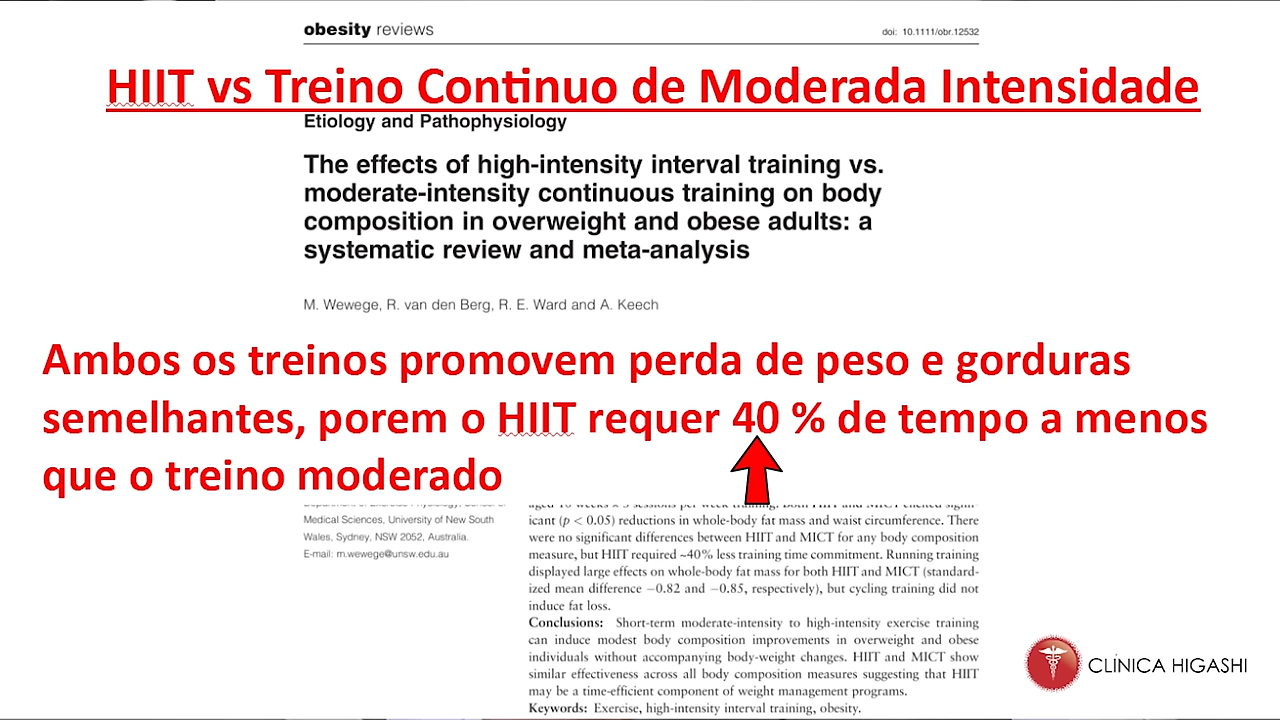 obesity reviews
doi: 10.1111/obr.12532
HIIT vs Treino Continuo de Moderada Intensidade
Etiology and Pathophysiology
The effects of high-intensity interval training vs.
moderate-intensity continuous training on body
composition in overweight and obese adults: a
systematic review and meta-analysis
M. Wewege, R. van den Berg, R. E. Ward and A. Keech
Ambos os treinos promovem perda de peso e gorduras
semelhantes, porem o HIIT requer 40 % de tempo a menos
que o treino moderado
Medical Sciences, University of New South
Wales, Sydney, NSW 2052, Australia.
E-mail: m.wewege@unsw.edu.au
icant (p < 0.05) reductions in whole-body fat mass and waist circumference. There
were no significant differences between HIIT and MICT for any body composition
measure, but HIIT required ~40% less training time commitment. Running training
displayed large effects on whole-body fat mass for both HIIT and MICT (standard-
ized mean difference −0.82 and −0.85, respectively), but cycling training did not
induce fat loss.
Conclusions: Short-term moderate-intensity to high-intensity exercise training
can induce modest body composition improvements in overweight and obese
individuals without accompanying body-weight changes. HIIT and MICT show
similar effectiveness across all body composition measures suggesting that HIIT
may be a time-efficient component of weight management programs.
Keywords: Exercise, high-intensity interval training, obesity.
CLÍNICA HIGASHI